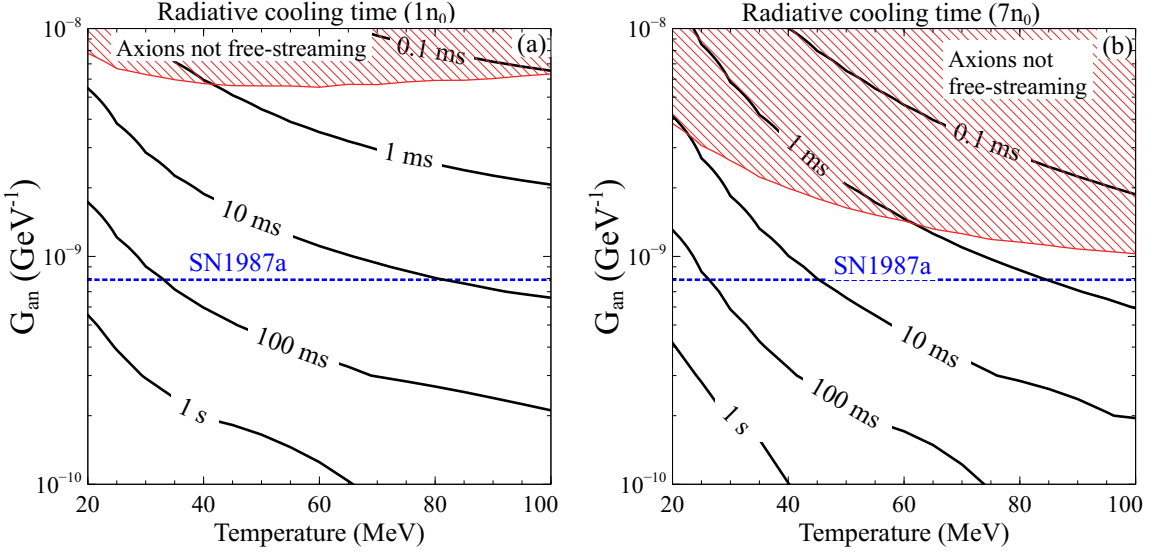 Radiative cooling time (1n₀)
10⁻⁸
Axions not free-streaming
(a)
0.1 ms
1 ms
10 ms
10⁻⁹
SN1987a
100 ms
1 s
10⁻¹⁰
Gₐₙ (GeV⁻¹)
20
40
60
80
100
Temperature (MeV)
Radiative cooling time (7n₀)
10⁻⁸
(b)
Axions not
free-streaming
0.1 ms
1 ms
10⁻⁹
SN1987a
10 ms
100 ms
1 s
10⁻¹⁰
Gₐₙ (GeV⁻¹)
20
40
60
80
100
Temperature (MeV)